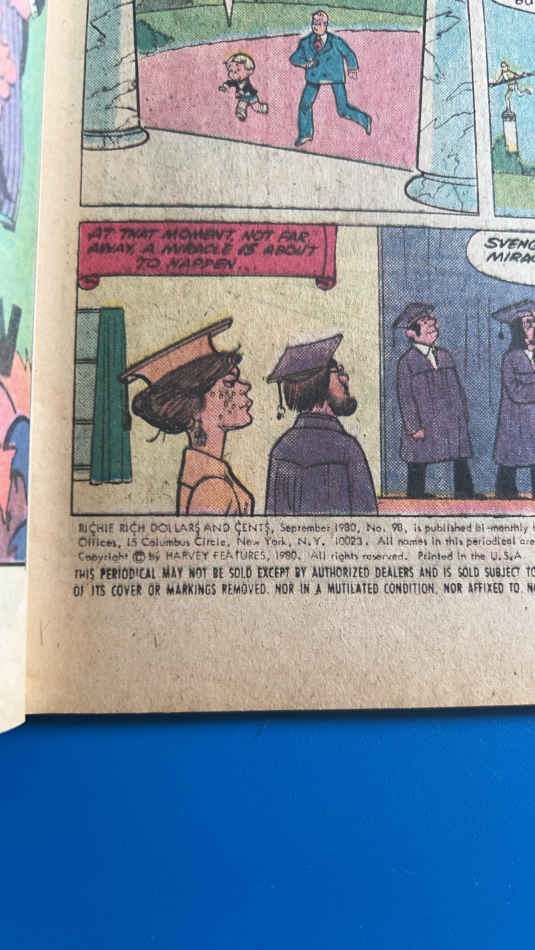 AT THAT MOMENT, NOT FAR
AWAY, A MIRACLE IS ABOUT
TO HAPPEN...
SVENG
MIRAC
RICHIE RICH DOLLARS AND CENTS, September 1980, No. 98, is published bi-monthly
Offices, 15 Columbus Circle, New York, N.Y. 10023. All names in this periodical are
Copyright © by HARVEY FEATURES, 1980. All rights reserved. Printed in the U.S.A.
THIS PERIODICAL MAY NOT BE SOLD EXCEPT BY AUTHORIZED DEALERS AND IS SOLD SUBJECT TO
OF ITS COVER OR MARKINGS REMOVED, NOR IN A MUTILATED CONDITION, NOR AFFIXED TO,